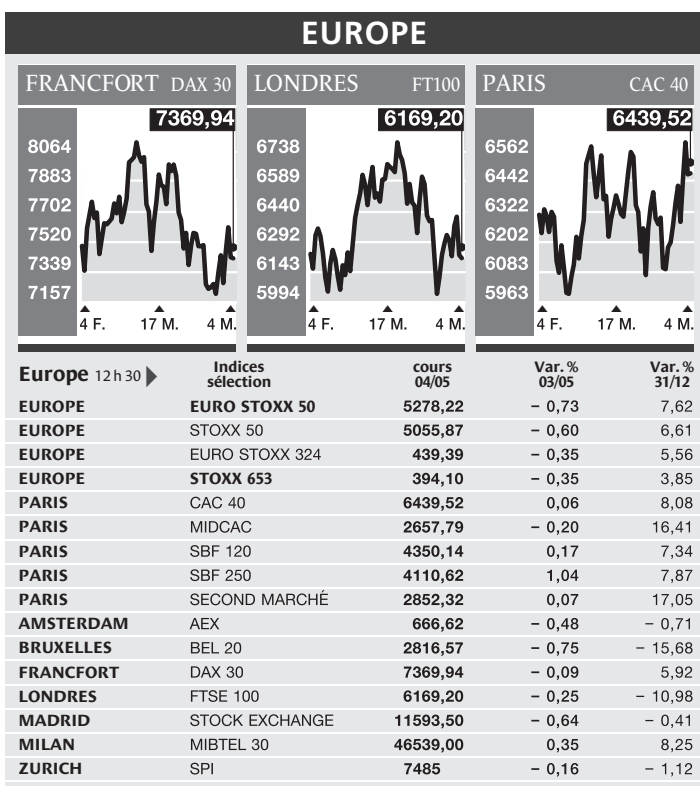 EUROPE
FRANCFORT DAX 30
7369,94
8064
7883
7702
7520
7339
7157
4 F. 17 M. 4 M.
LONDRES FT100
6169,20
6738
6589
6440
6292
6143
5994
4 F. 17 M. 4 M.
PARIS CAC 40
6439,52
6562
6442
6322
6202
6083
5963
4 F. 17 M. 4 M.
Europe 12 h 30 Indices sélection cours 04/05 Var. % 03/05 Var. % 31/12
EUROPE EURO STOXX 50 5278,22 – 0,73 7,62
EUROPE STOXX 50 5055,87 – 0,60 6,61
EUROPE EURO STOXX 324 439,39 – 0,35 5,56
EUROPE STOXX 653 394,10 – 0,35 3,85
PARIS CAC 40 6439,52 0,06 8,08
PARIS MIDCAC 2657,79 – 0,20 16,41
PARIS SBF 120 4350,14 0,17 7,34
PARIS SBF 250 4110,62 1,04 7,87
PARIS SECOND MARCHÉ 2852,32 0,07 17,05
AMSTERDAM AEX 666,62 – 0,48 – 0,71
BRUXELLES BEL 20 2816,57 – 0,75 – 15,68
FRANCFORT DAX 30 7369,94 – 0,09 5,92
LONDRES FTSE 100 6169,20 – 0,25 – 10,98
MADRID STOCK EXCHANGE 11593,50 – 0,64 – 0,41
MILAN MIBTEL 30 46539,00 0,35 8,25
ZURICH SPI 7485 – 0,16 – 1,12